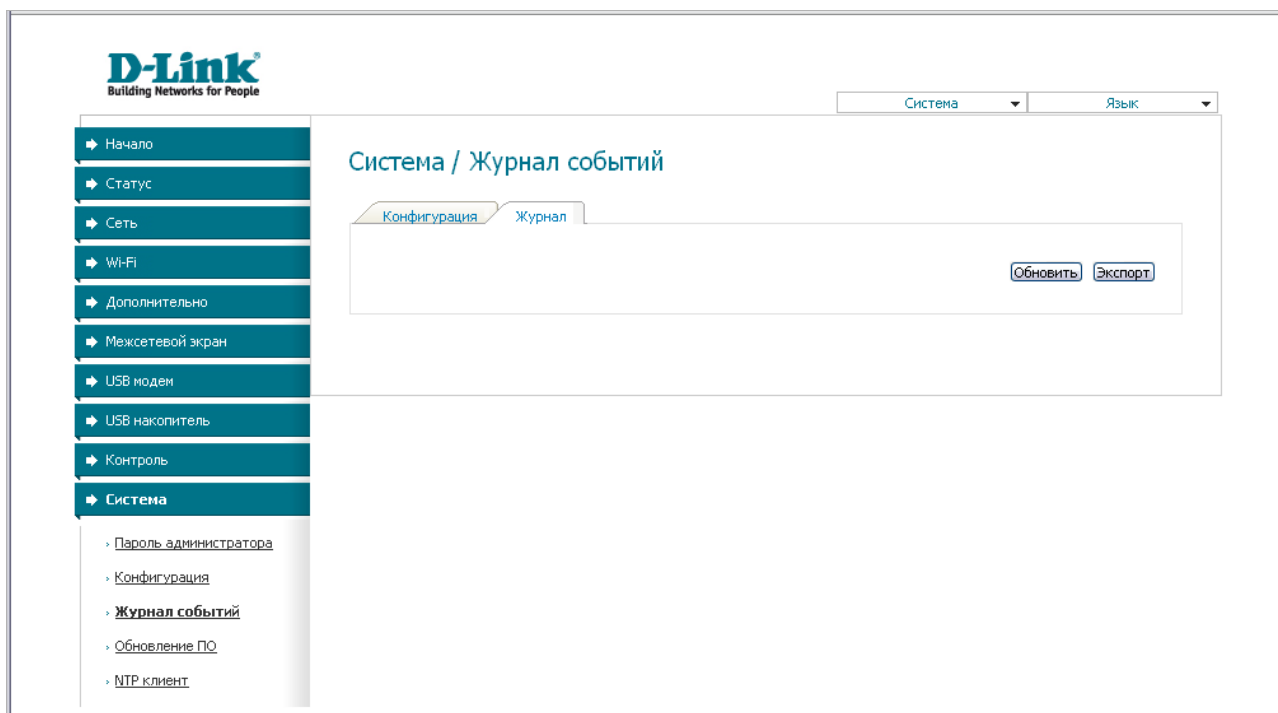 D-Link®
Building Networks for People
Система
Язык
Начало
Статус
Сеть
Wi-Fi
Дополнительно
Межсетевой экран
USB модем
USB накопитель
Контроль
Система
Пароль администратора
Конфигурация
Журнал событий
Обновление ПО
NTP клиент
Система / Журнал событий
Конфигурация
Журнал
Обновить
Экспорт